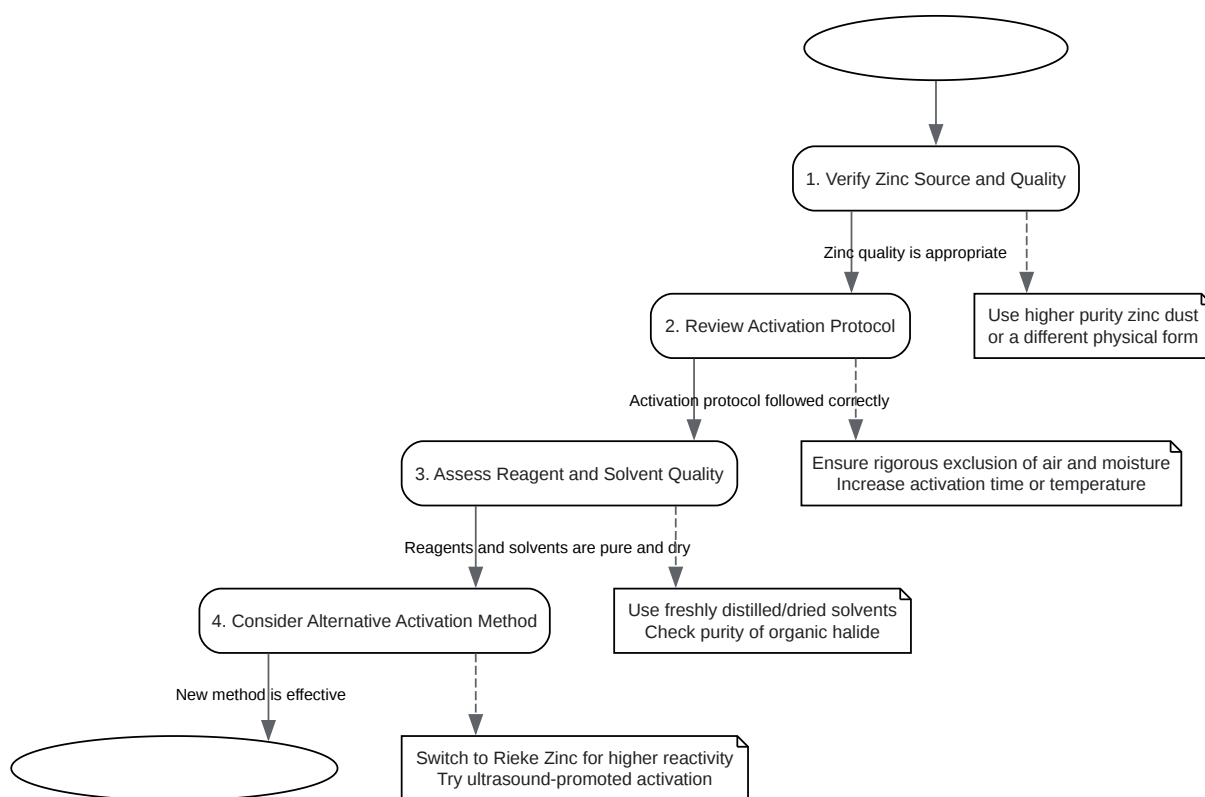 1. Verify Zinc Source and Quality
Zinc quality is appropriate
2. Review Activation Protocol
Use higher purity zinc dust
or a different physical form
Activation protocol followed correctly
3. Assess Reagent and Solvent Quality
Ensure rigorous exclusion of air and moisture
Increase activation time or temperature
Reagents and solvents are pure and dry
4. Consider Alternative Activation Method
Use freshly distilled/dried solvents
Check purity of organic halide
New method is effective
Switch to Rieke Zinc for higher reactivity
Try ultrasound-promoted activation